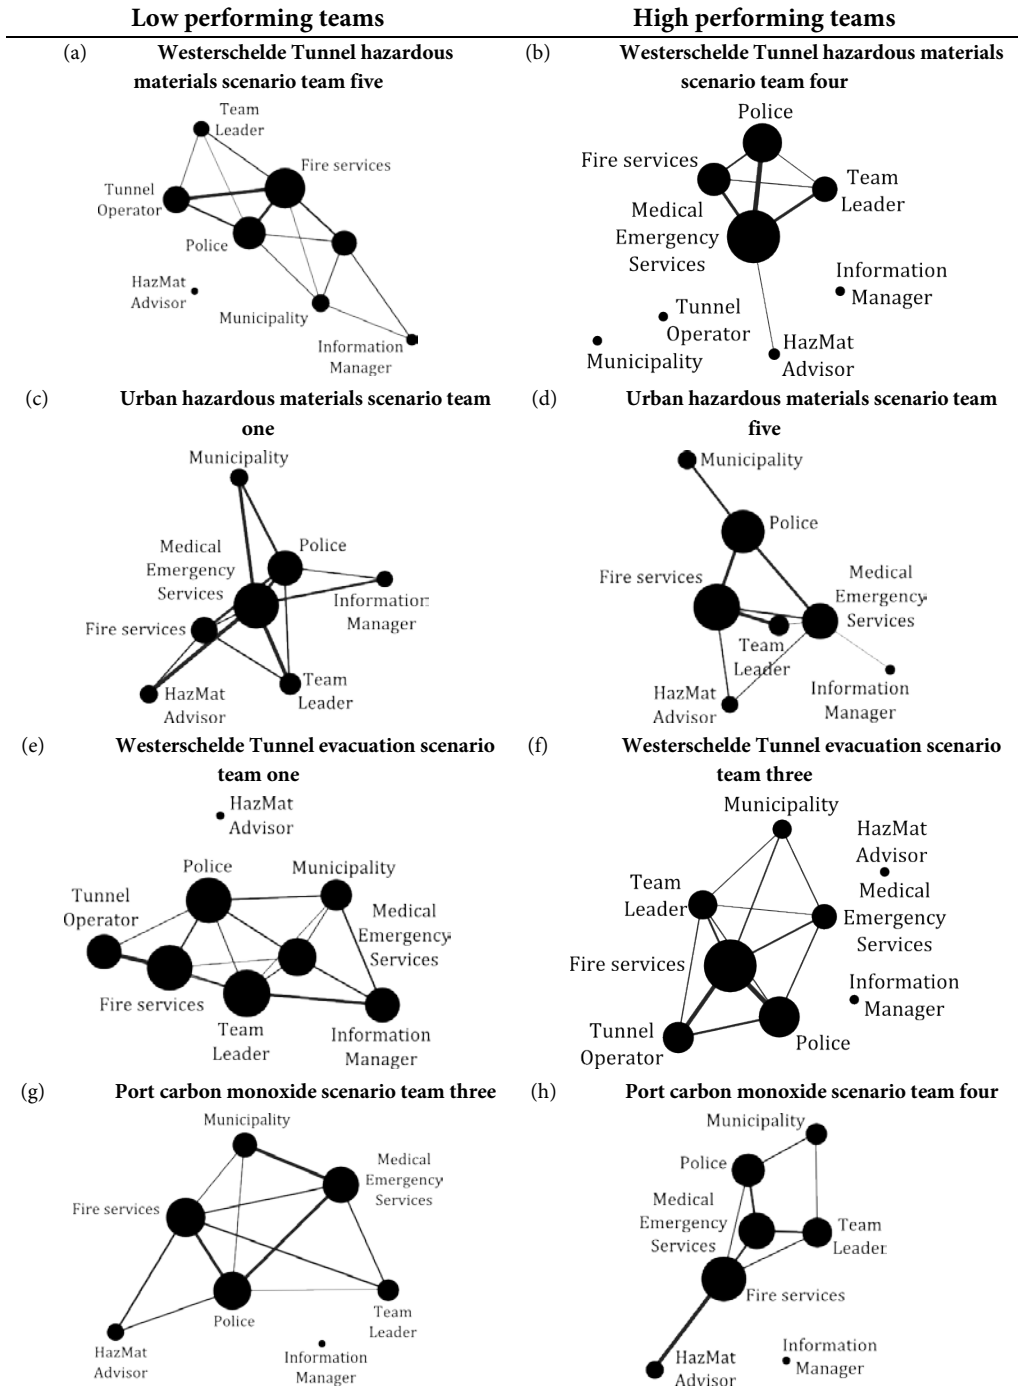 Low performing teams
High performing teams
(a)
Westerschelde Tunnel hazardous
materials scenario team five
Team
Leader
Fire services
Tunnel
Operator
Police
HazMat
Advisor
Municipality
Information
Manager
(b)
Westerschelde Tunnel hazardous materials
scenario team four
Police
Fire services
Team
Leader
Medical
Emergency
Services
Information
Manager
Tunnel
Operator
Municipality
HazMat
Advisor
(c)
Urban hazardous materials scenario team
one
Municipality
Medical
Emergency
Services
Police
Information
Manager
Fire services
HazMat
Advisor
Team
Leader
(d)
Urban hazardous materials scenario team
five
Municipality
Police
Fire services
Medical
Emergency
Services
Team
Leader
HazMat
Advisor
Information
Manager
(e)
Westerschelde Tunnel evacuation scenario
team one
HazMat
Advisor
Police
Municipality
Tunnel
Operator
Medical
Emergency
Services
Fire services
Team
Leader
Information
Manager
(f)
Westerschelde Tunnel evacuation scenario
team three
Municipality
HazMat
Advisor
Team
Leader
Medical
Emergency
Services
Fire services
Information
Manager
Tunnel
Operator
Police
(g)
Port carbon monoxide scenario team three
Municipality
Medical
Emergency
Services
Fire services
Police
Team
Leader
HazMat
Advisor
Information
Manager
(h)
Port carbon monoxide scenario team four
Municipality
Police
Medical
Emergency
Services
Team
Leader
Fire services
HazMat
Advisor
Information
Manager